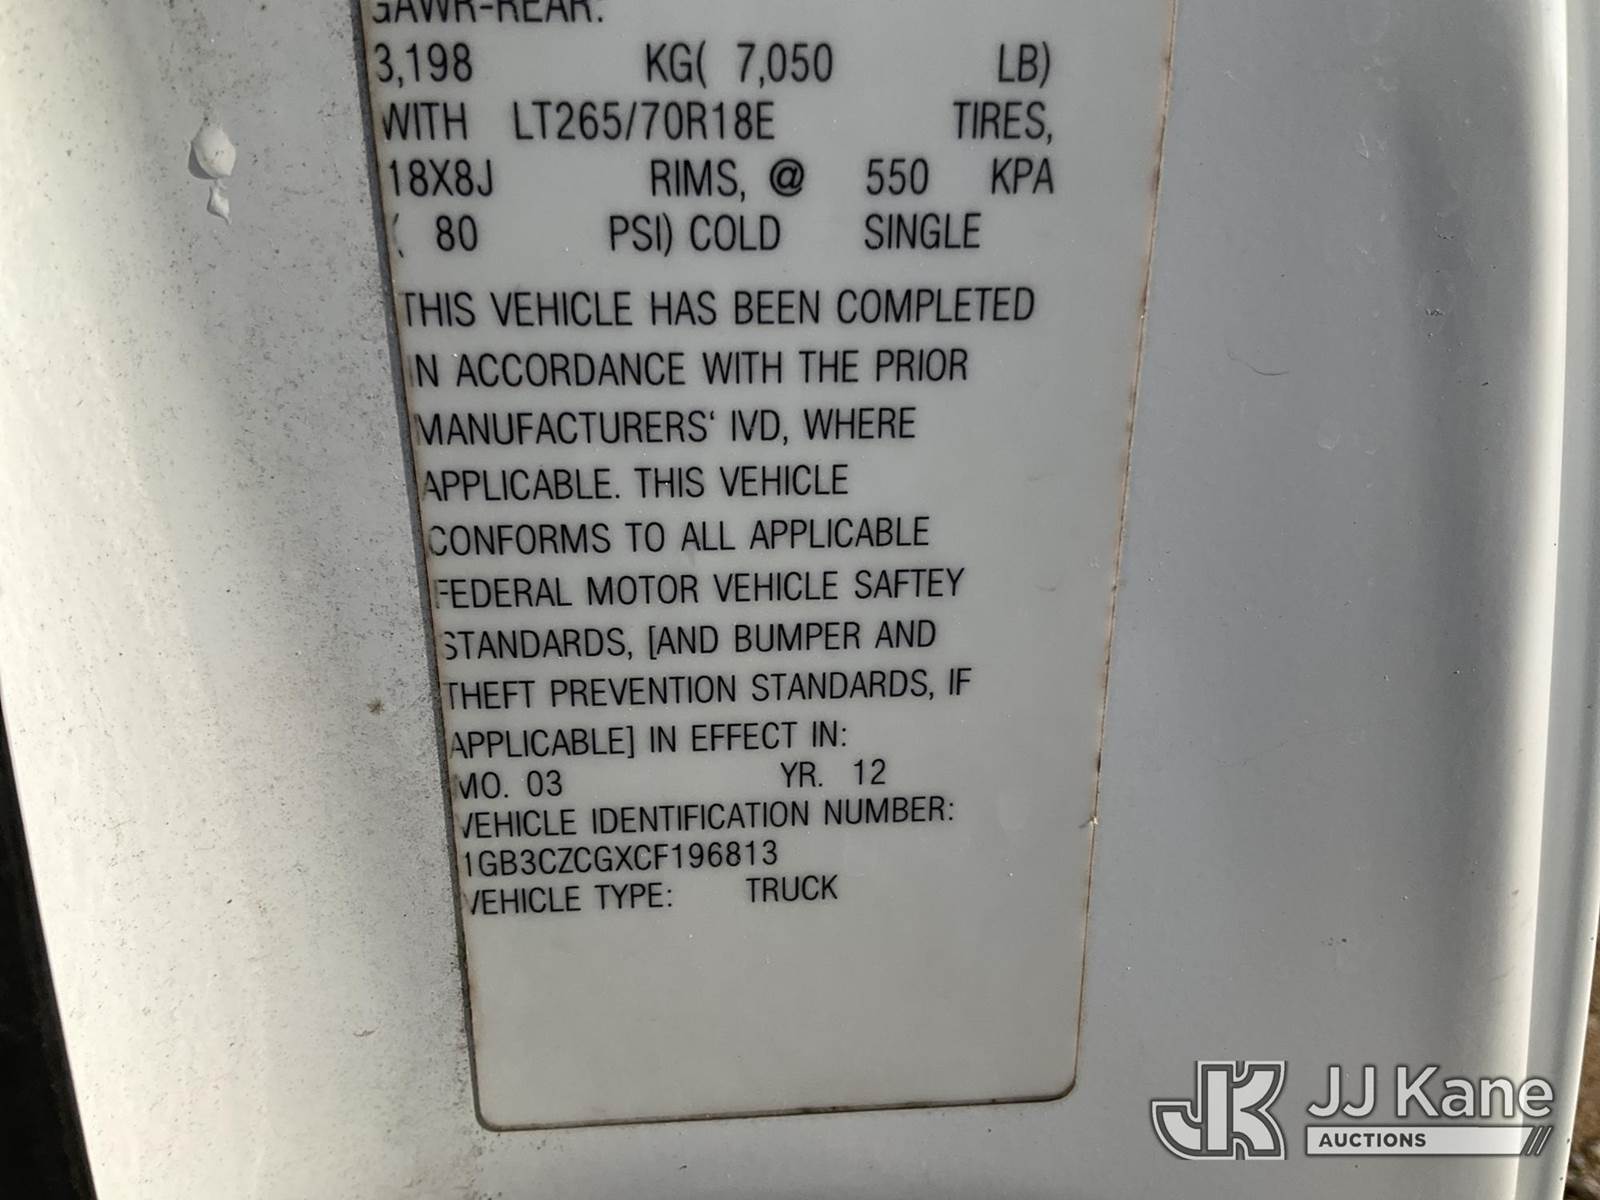 GAWR-REAR:
3,198 KG( 7,050 LB)
WITH LT265/70R18E TIRES,
18X8J RIMS, @ 550 KPA
( 80 PSI) COLD SINGLE
THIS VEHICLE HAS BEEN COMPLETED
IN ACCORDANCE WITH THE PRIOR
MANUFACTURERS' IVD, WHERE
APPLICABLE. THIS VEHICLE
CONFORMS TO ALL APPLICABLE
FEDERAL MOTOR VEHICLE SAFTEY
STANDARDS, [AND BUMPER AND
THEFT PREVENTION STANDARDS, IF
APPLICABLE] IN EFFECT IN:
MO. 03 YR. 12
VEHICLE IDENTIFICATION NUMBER:
1GB3CZCGXCF196813
VEHICLE TYPE: TRUCK
JK JJ Kane
AUCTIONS